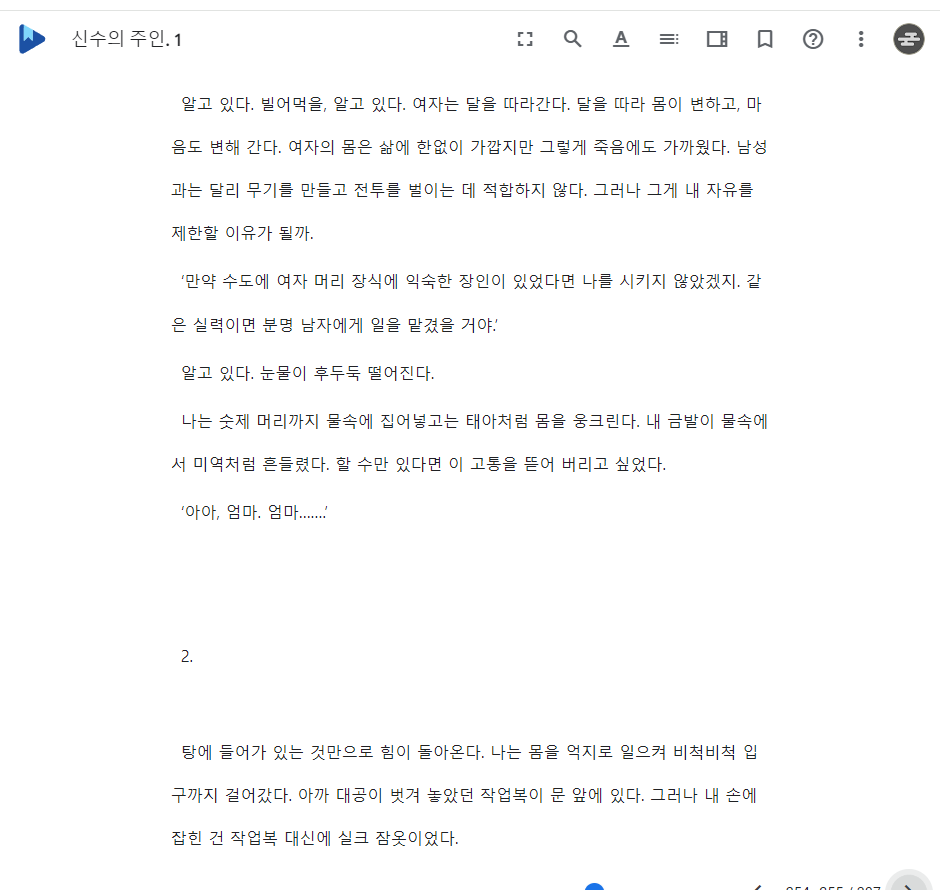 신수의 주인. 1
알고 있다. 빌어먹을, 알고 있다. 여자는 달을 따라간다. 달을 따라 몸이 변하고, 마
음도 변해 간다. 여자의 몸은 삶에 한없이 가깝지만 그렇게 죽음에도 가까웠다. 남성
과는 달리 무기를 만들고 전투를 벌이는 데 적합하지 않다. 그러나 그게 내 자유를
제한할 이유가 될까.
‘만약 수도에 여자 머리 장식에 익숙한 장인이 있었다면 나를 시키지 않았겠지. 같
은 실력이면 분명 남자에게 일을 맡겼을 거야.’
알고 있다. 눈물이 후두둑 떨어진다.
나는 숫제 머리까지 물속에 집어넣고는 태아처럼 몸을 웅크린다. 내 금발이 물속에
서 미역처럼 흔들렸다. 할 수만 있다면 이 고통을 뜯어 버리고 싶었다.
‘아아, 엄마. 엄마…….’
2.
탕에 들어가 있는 것만으로 힘이 돌아온다. 나는 몸을 억지로 일으켜 비척비척 입
구까지 걸어갔다. 아까 대공이 벗겨 놓았던 작업복이 문 앞에 있다. 그러나 내 손에
잡힌 건 작업복 대신에 실크 잠옷이었다.